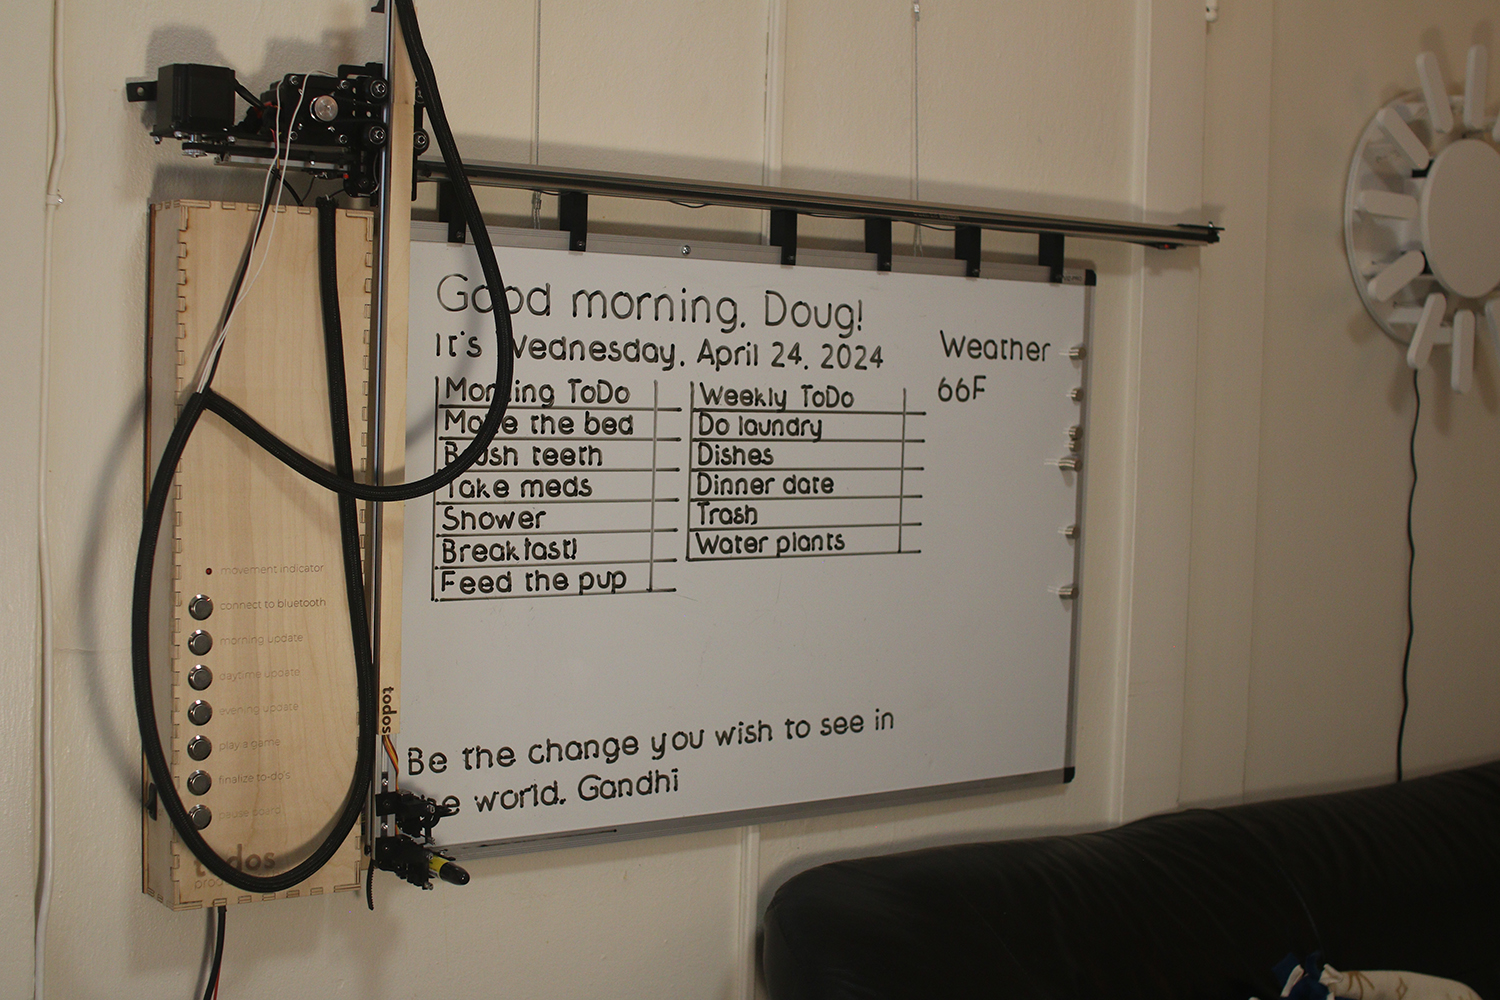 Good morning, Doug!
It's Wednesday, April 24, 2024
Weather
66F
Morning ToDo
Make the bed
Brush teeth
Take meds
Shower
Breakfast!
Feed the pup
Weekly ToDo
Do laundry
Dishes
Dinner date
Trash
Water plants
Be the change you wish to see in
the world. Gandhi
movement indicator
connect to bluetooth
morning update
daytime update
evening update
play a game
finalize to-do's
pause board
todos
todos